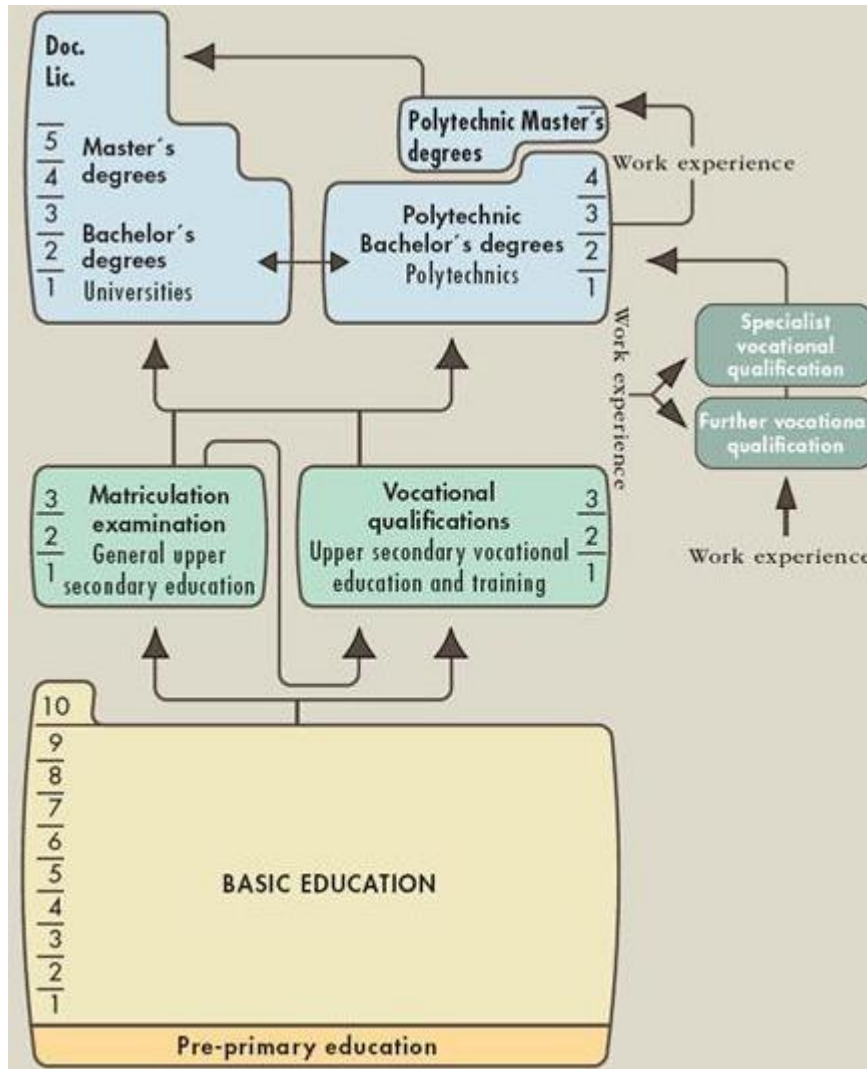 Doc.
Lic.
5
4
3
2
1
Master´s
degrees
Bachelor´s
degrees
Universities
Polytechnic Master´s
degrees
Work experience
Polytechnic
Bachelor´s degrees
Polytechnics
4
3
2
1
Work experience
Specialist
vocational
qualification
Further vocational
qualification
Work experience
3
2
1
Matriculation
examination
General upper
secondary education
Vocational
qualifications
Upper secondary vocational
education and training
3
2
1
10
9
8
7
6
5
4
3
2
1
BASIC EDUCATION
Pre-primary education